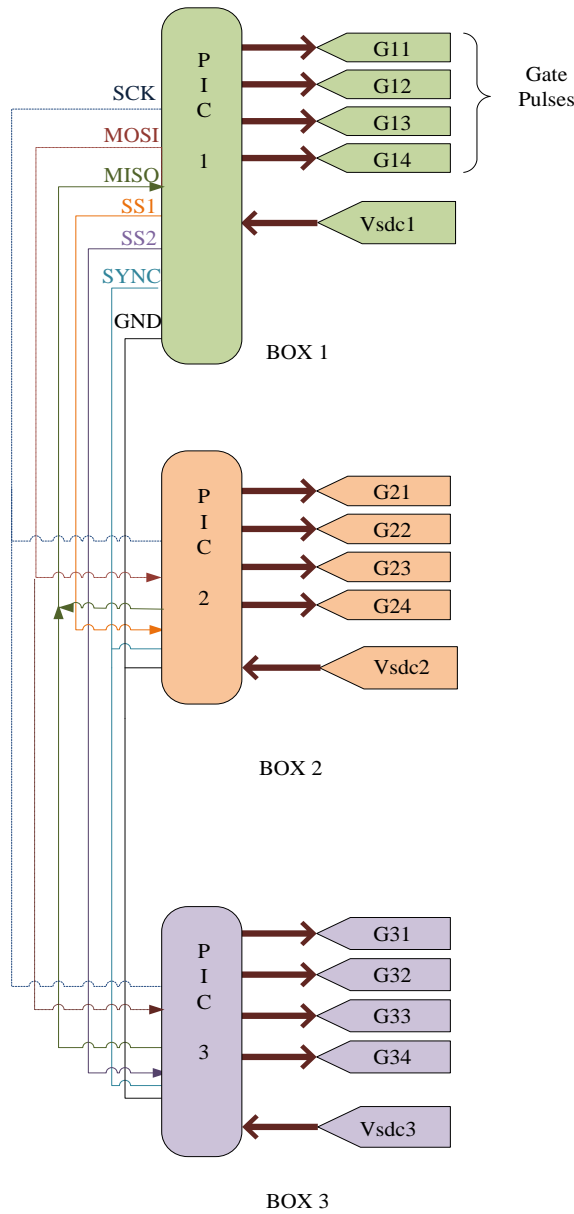 P
I
C
1
SCK
MOSI
MISO
SS1
SS2
SYNC
GND
G11
G12
G13
G14
Gate
Pulses
Vsdc1
BOX 1
P
I
C
2
G21
G22
G23
G24
Vsdc2
BOX 2
P
I
C
3
G31
G32
G33
G34
Vsdc3
BOX 3